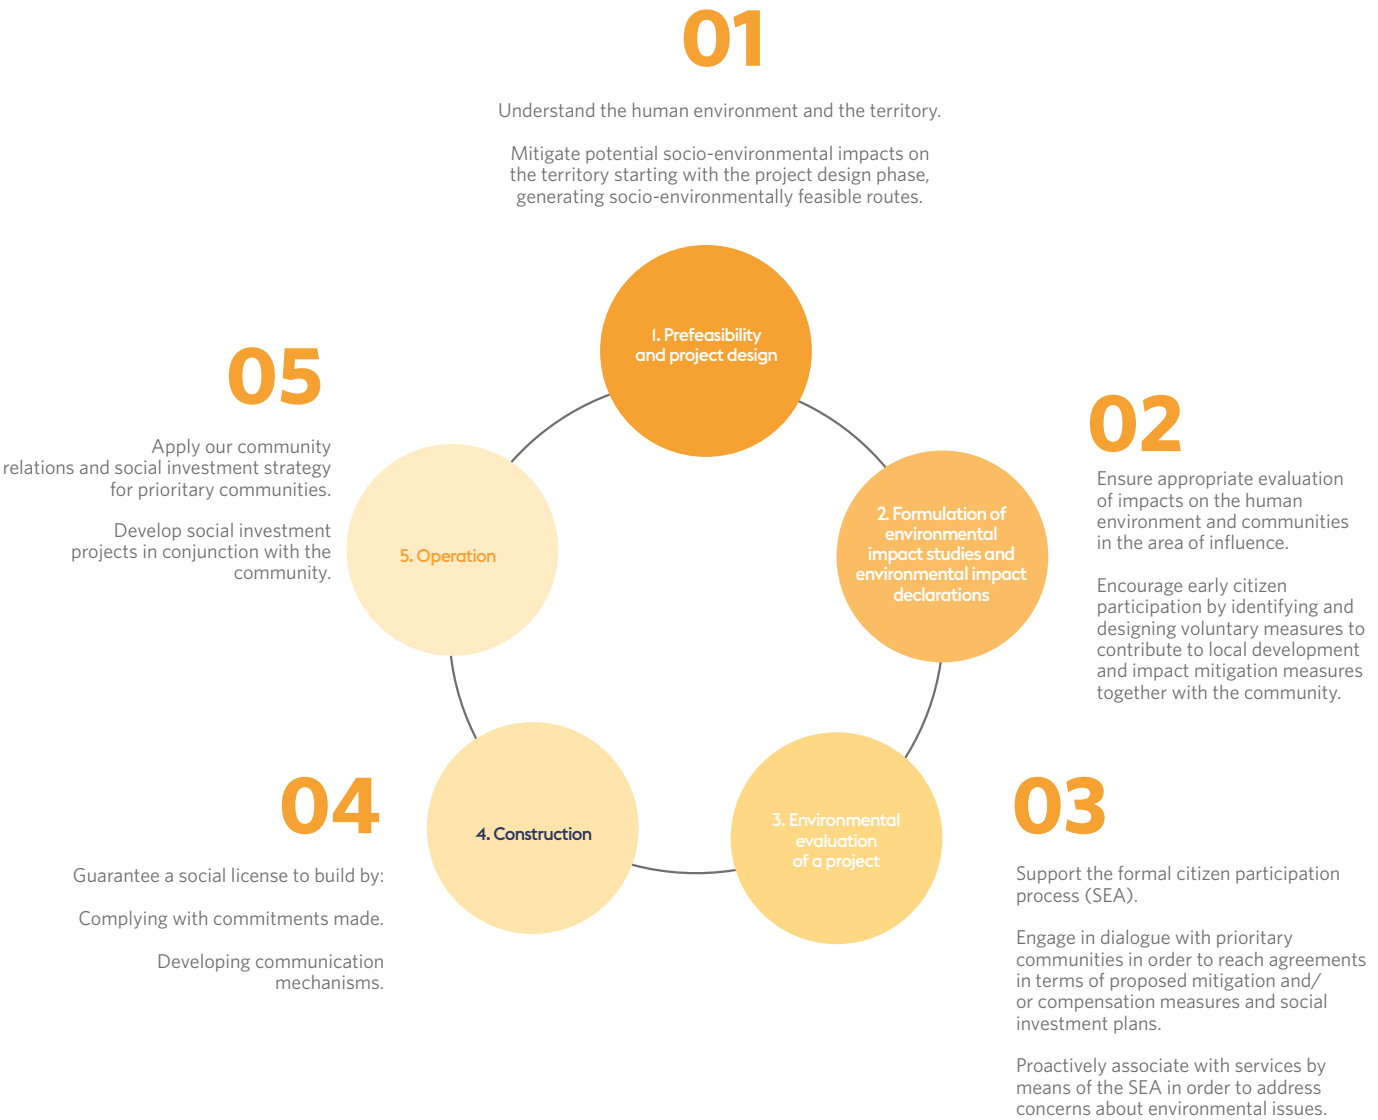 01
Understand the human environment and the territory.
Mitigate potential socio-environmental impacts on
the territory starting with the project design phase,
generating socio-environmentally feasible routes.
1. Prefeasibility
and project design
02
Ensure appropriate evaluation
of impacts on the human
environment and communities
in the area of influence.
Encourage early citizen
participation by identifying and
designing voluntary measures to
contribute to local development
and impact mitigation measures
together with the community.
2. Formulation of
environmental
impact studies and
environmental impact
declarations
03
Support the formal citizen participation
process (SEA).
Engage in dialogue with prioritary
communities in order to reach agreements
in terms of proposed mitigation and/
or compensation measures and social
investment plans.
Proactively associate with services by
means of the SEA in order to address
concerns about environmental issues.
3. Environmental
evaluation
of a project
04
Guarantee a social license to build by:
Complying with commitments made.
Developing communication
mechanisms.
4. Construction
05
Apply our community
relations and social investment strategy
for prioritary communities.
Develop social investment
projects in conjunction with the
community.
5. Operation